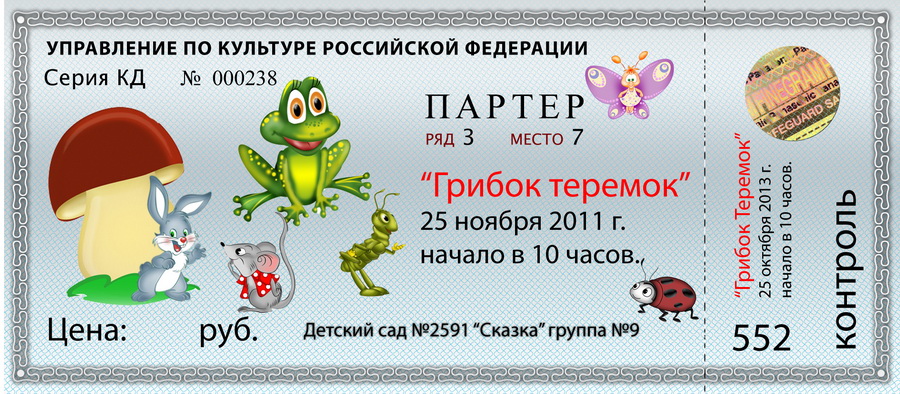 УПРАВЛЕНИЕ ПО КУЛЬТУРЕ РОССИЙСКОЙ ФЕДЕРАЦИИ
Серия КД № 000238
ПАРТЕР
РЯД 3 МЕСТО 7
“Грибок теремок”
25 ноября 2011 г.
начало в 10 часов.
Цена: руб.
Детский сад №2591 “Сказка” группа №9
“Грибок Теремок”
25 октября 2013 г.
начало в 10 часов.
552
контроль